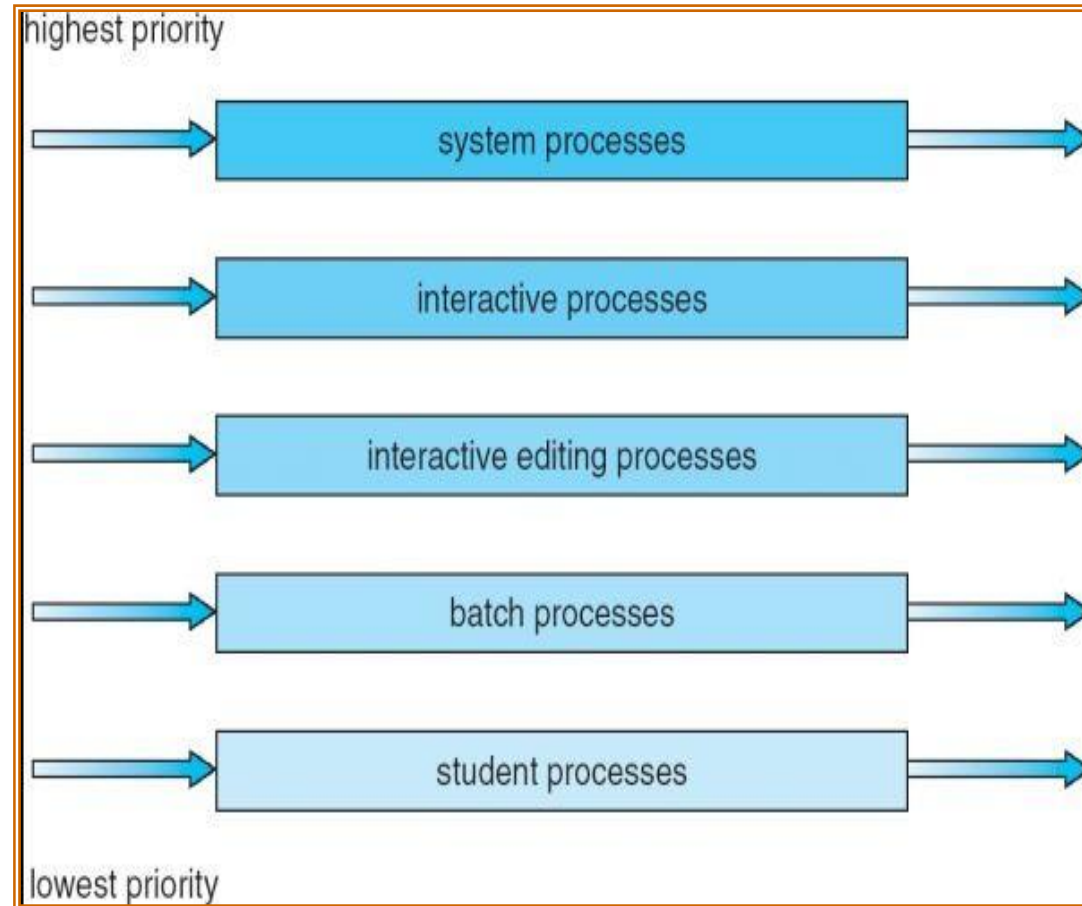 highest priority
system processes
interactive processes
interactive editing processes
batch processes
student processes
lowest priority